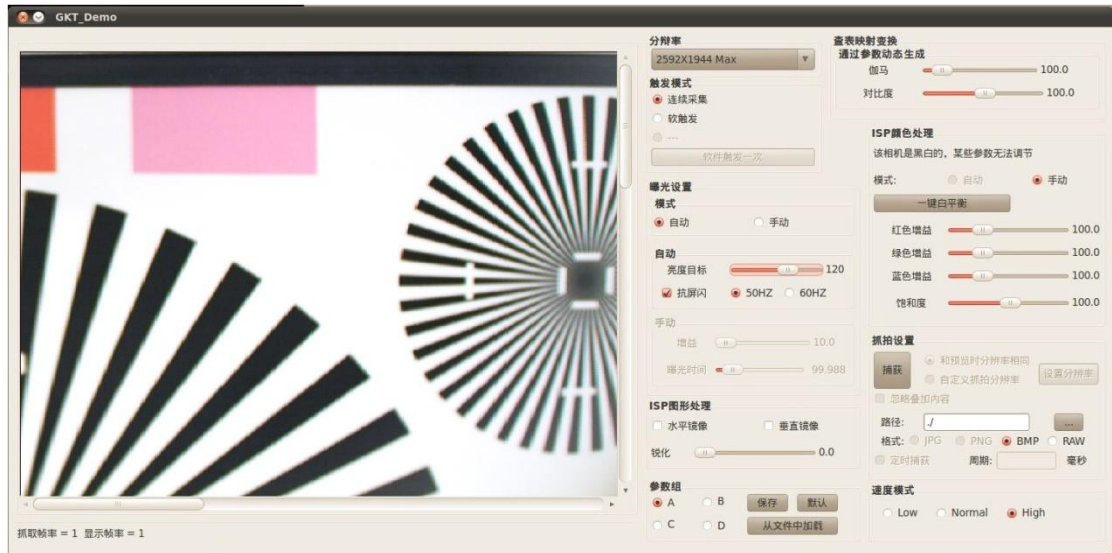 GKT_Demo
分辩率
2592X1944 Max
触发模式
连续采集
软触发
---
软件触发一次
曝光设置
模式
自动 手动
自动
亮度目标 120
抗屏闪 50HZ 60HZ
手动
增益 10.0
曝光时间 99.988
ISP图形处理
水平镜像 垂直镜像
锐化 0.0
参数组
A B 保存 默认
C D 从文件中加载
查表映射变换
通过参数动态生成
伽马 100.0
对比度 100.0
ISP颜色处理
该相机是黑白的，某些参数无法调节
模式: 自动 手动
一键白平衡
红色增益 100.0
绿色增益 100.0
蓝色增益 100.0
饱和度 100.0
抓拍设置
捕获 和预览时分辨率相同
自定义抓拍分辨率 设置分辨率
忽略叠加内容
路径: ./ ...
格式: JPG PNG BMP RAW
定时捕获 周期: 毫秒
速度模式
Low Normal High
抓取帧率 = 1 显示帧率 = 1